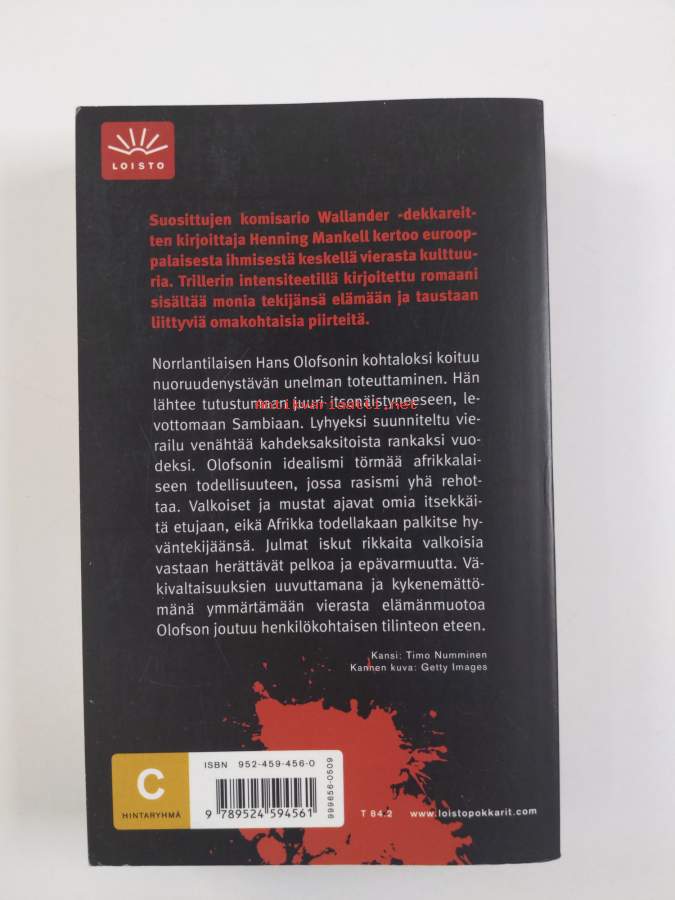 LOISTO
Suosittujen komisario Wallander -dekkareit-
ten kirjoittaja Henning Mankell kertoo euroop-
palaisesta ihmisestä keskellä vierasta kulttuu-
ria. Trillerin intensiteetillä kirjoitettu romaani
sisältää monia tekijänsä elämään ja taustaan
liittyviä omakohtaisia piirteitä.
Norrlantilaisen Hans Olofsonin kohtaloksi koituu
nuoruudenystävän unelman toteuttaminen. Hän
lähtee tutustumaan juuri itsenäistyneeseen, le-
antikvariaatti.net
vottomaan Sambiaan. Lyhyeksi suunniteltu vie-
railu venähtää kahdeksaksitoista rankaksi vuo-
deksi. Olofsonin idealismi törmää afrikkalai-
seen todellisuuteen, jossa rasismi yhä rehot-
taa. Valkoiset ja mustat ajavat omia itsekkäi-
tä etujaan, eikä Afrikka todellakaan palkitse hy-
väntekijäänsä. Julmat iskut rikkaita valkoisia
vastaan herättävät pelkoa ja epävarmuutta. Vä-
kivaltaisuuksien uuvuttamana ja kykenemättö-
mänä ymmärtämään vierasta elämänmuotoa
Olofson joutuu henkilökohtaisen tilinteon eteen.
Kansi: Timo Numminen
Kannen kuva: Getty Images
C
HINTARYHMÄ
ISBN 952-459-456-0
9 789524 594561
999656-0509
T 84.2 www.loistopokkarit.com